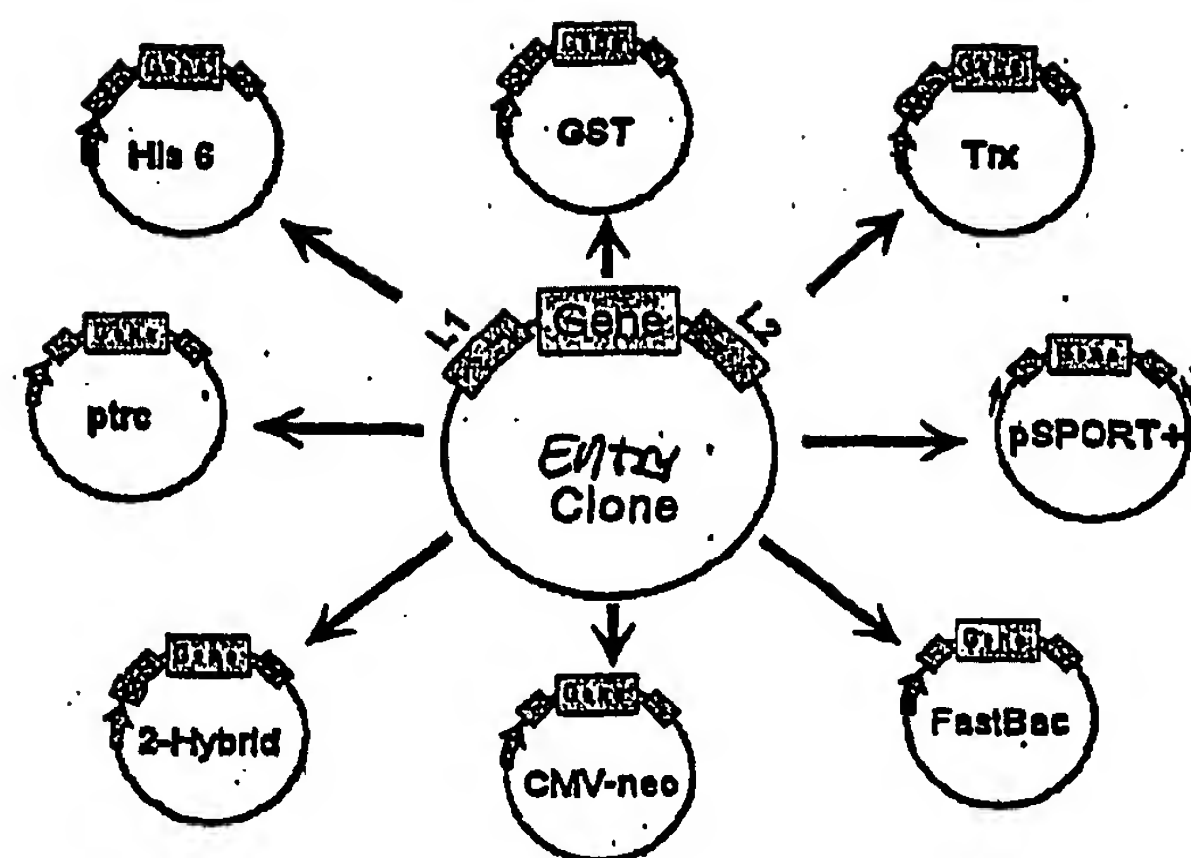 His 6
GST
Trx
L1
Gene
L2
ptrc
Entry
Clone
pSPORT+
2-Hybrid
CMV-neo
FastBac